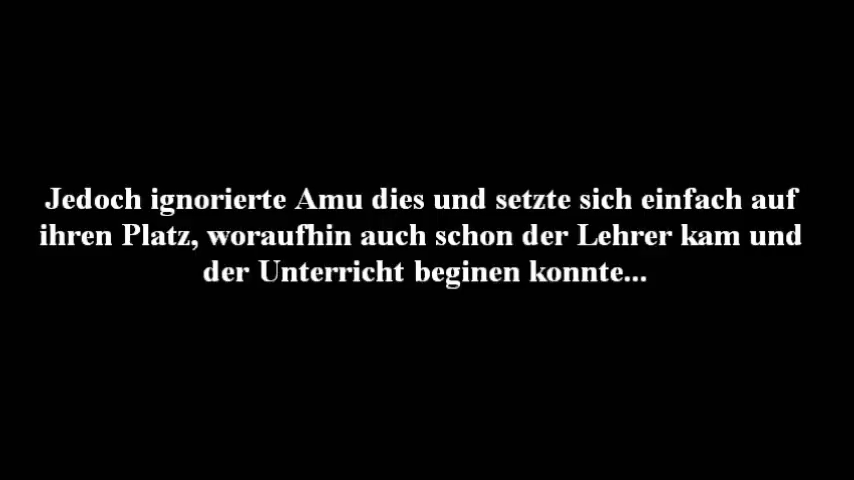 Jedoch ignorierte Amu dies und setzte sich einfach auf
ihren Platz, woraufhin auch schon der Lehrer kam und
der Unterricht beginen konnte...